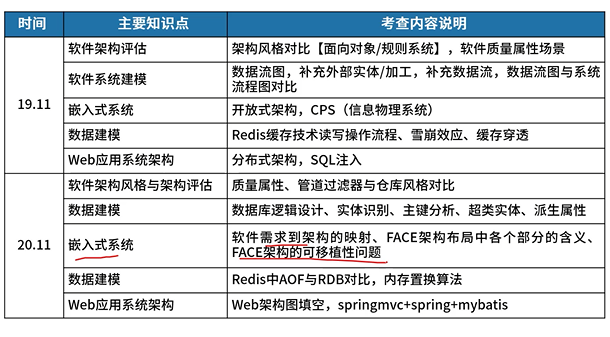 时间 主要知识点 考查内容说明
软件架构评估 架构风格对比【面向对象/规则系统】，软件质量属性场景
软件系统建模 数据流图，补充外部实体/加工，补充数据流，数据流图与系统
流程图对比
19.11 嵌入式系统 开放式架构，CPS（信息物理系统）
数据建模 Redis缓存技术读写操作流程、雪崩效应、缓存穿透
Web应用系统架构 分布式架构，SQL注入
软件架构风格与架构评估 质量属性、管道过滤器与仓库风格对比
数据建模 数据库逻辑设计、实体识别、主键分析、超类实体、派生属性
20.11 嵌入式系统 软件需求到架构的映射、FACE架构布局中各个部分的含义、
FACE架构的可移植性问题
数据建模 Redis中AOF与RDB对比，内存置换算法
Web应用系统架构 Web架构图填空，springmvc+spring+mybatis